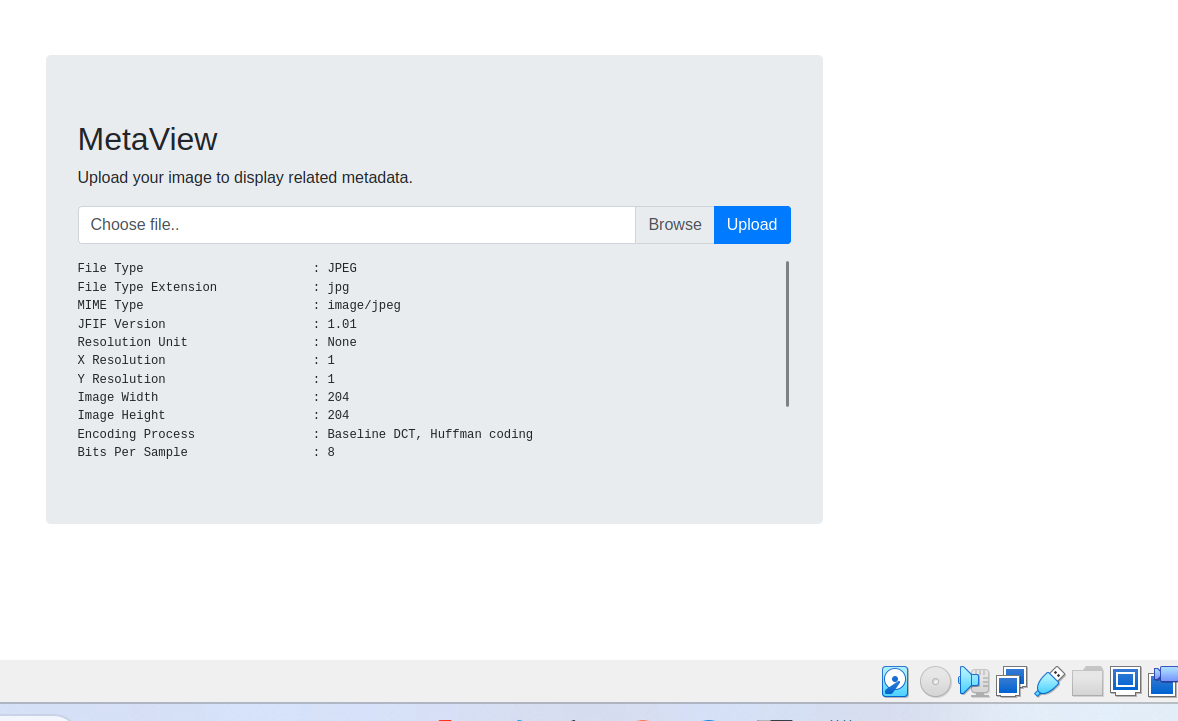 MetaView
Upload your image to display related metadata.
Choose file.. Browse Upload
File Type : JPEG
File Type Extension : jpg
MIME Type : image/jpeg
JFIF Version : 1.01
Resolution Unit : None
X Resolution : 1
Y Resolution : 1
Image Width : 204
Image Height : 204
Encoding Process : Baseline DCT, Huffman coding
Bits Per Sample : 8